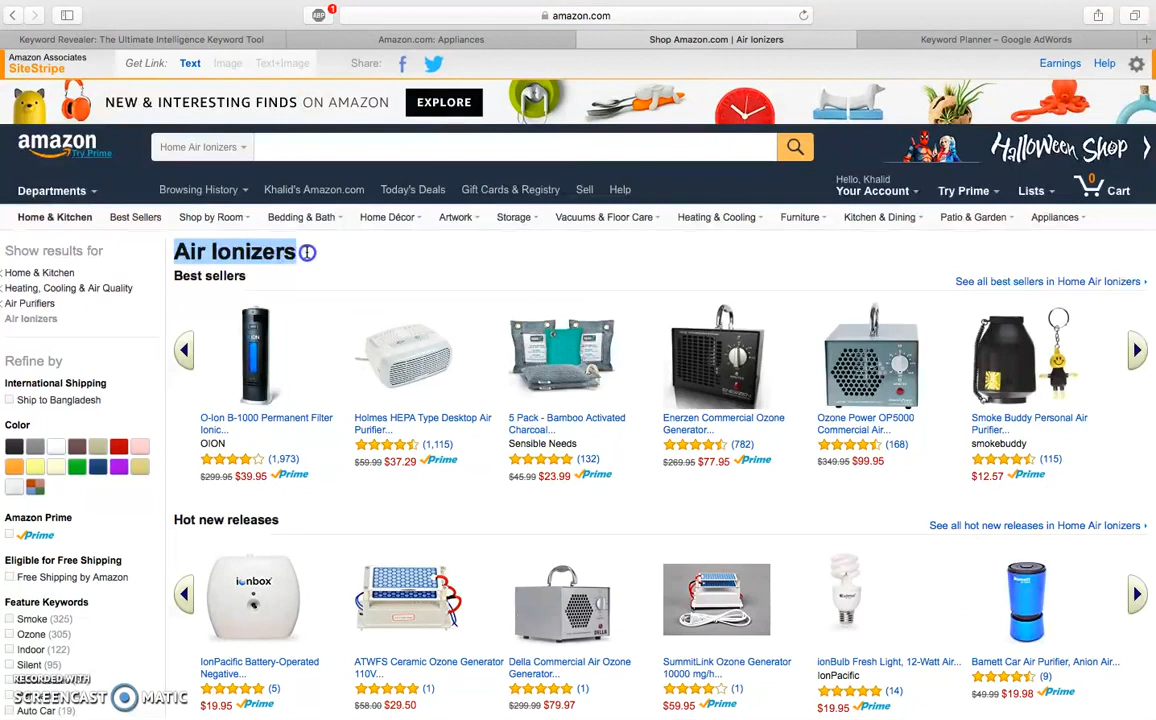 amazon.com
ABP
1
Keyword Revealer: The Ultimate Intelligence Keyword Tool
Amazon.com: Appliances
Shop Amazon.com | Air Ionizers
Keyword Planner – Google AdWords
Amazon Associates
SiteStripe
Get Link: Text Image Text+Image
Share:
Earnings Help
NEW & INTERESTING FINDS ON AMAZON
EXPLORE
amazon
Try Prime
Home Air Ionizers
Halloween Shop
Departments
Browsing History Khalid's Amazon.com Today's Deals Gift Cards & Registry Sell Help
Hello, Khalid
Your Account Try Prime Lists 0 Cart
Home & Kitchen Best Sellers Shop by Room Bedding & Bath Home Décor Artwork Storage Vacuums & Floor Care Heating & Cooling Furniture Kitchen & Dining Patio & Garden Appliances
Show results for
Home & Kitchen
Heating, Cooling & Air Quality
Air Purifiers
Air Ionizers
Refine by
International Shipping
Ship to Bangladesh
Color
Amazon Prime
Prime
Eligible for Free Shipping
Free Shipping by Amazon
Feature Keywords
Smoke (325)
Ozone (305)
Indoor (122)
Silent (95)
RECORDED WITH
SCREENCAST MATIC
Auto Car (19)
Air Ionizers
Best sellers
See all best sellers in Home Air Ionizers
O-Ion B-1000 Permanent Filter
Ionic...
OION
(1,973)
$299.95 $39.95 Prime
Holmes HEPA Type Desktop Air
Purifier...
(1,115)
$59.99 $37.29 Prime
5 Pack - Bamboo Activated
Charcoal...
Sensible Needs
(132)
$45.99 $23.99 Prime
Enerzen Commercial Ozone
Generator...
(782)
$269.95 $77.95 Prime
Ozone Power OP5000
Commercial Air...
(168)
$349.95 $99.95
Smoke Buddy Personal Air
Purifier...
smokebuddy
(115)
$12.57 Prime
Hot new releases
See all hot new releases in Home Air Ionizers
ionbox
IonPacific Battery-Operated
Negative...
(5)
$19.95 Prime
ATWFS Ceramic Ozone Generator
110V...
(1)
$58.00 $29.50
DELLA
Della Commercial Air Ozone
Generator...
(1)
$299.99 $79.97
SummitLink Ozone Generator
10000 mg/h...
(1)
$59.95 Prime
ionBulb Fresh Light, 12-Watt Air...
IonPacific
(14)
$19.95 Prime
Bamett Car Air Purifier, Anion Air...
(9)
$49.99 $19.98 Prime